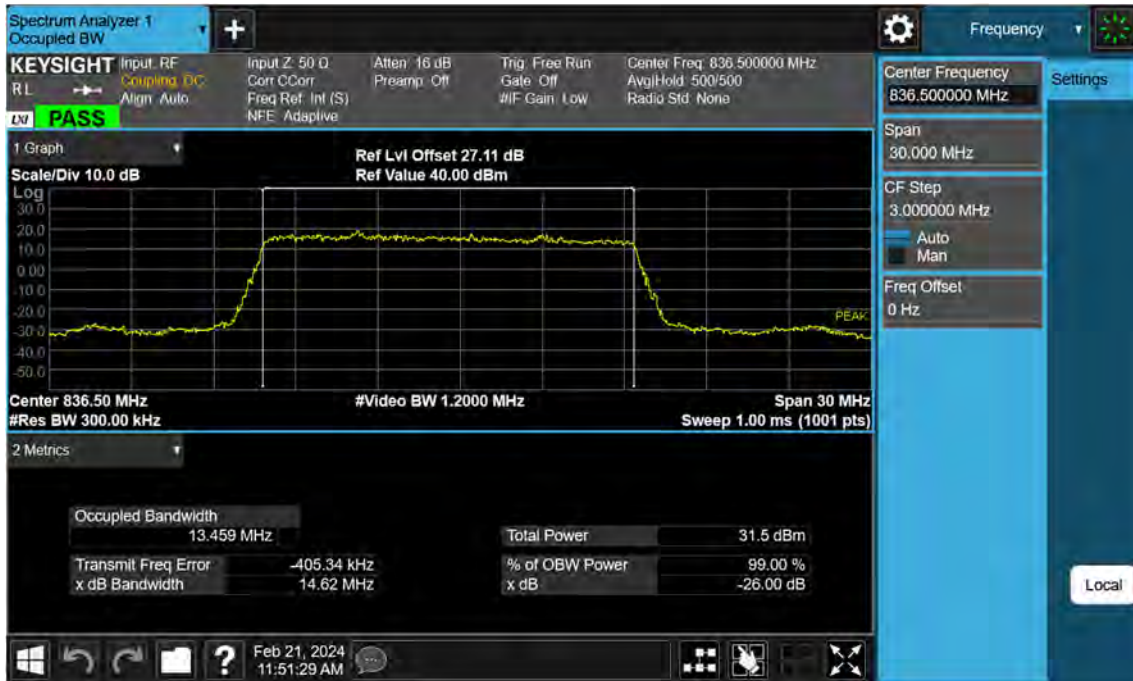 Spectrum Analyzer 1
Occupied BW
Frequency
KEYSIGHT
RL
LXI
PASS
Input: RF
Coupling: DC
Align: Auto
Input Z: 50 Ω
Corr CCorr
Freq Ref: Int (S)
NFE: Adaptive
Atten: 16 dB
Preamp: Off
Trig: Free Run
Gate: Off
#IF Gain: Low
Center Freq: 836.500000 MHz
Avg|Hold: 500/500
Radio Std: None
Center Frequency
836.500000 MHz
Settings
Span
30.000 MHz
CF Step
3.000000 MHz
Auto
Man
Freq Offset
0 Hz
Local
1 Graph
Scale/Div 10.0 dB
Ref Lvl Offset 27.11 dB
Ref Value 40.00 dBm
Log
30.0
20.0
10.0
0.00
-10.0
-20.0
-30.0
-40.0
-50.0
PEAK
Center 836.50 MHz
#Video BW 1.2000 MHz
Span 30 MHz
#Res BW 300.00 kHz
Sweep 1.00 ms (1001 pts)
2 Metrics
Occupied Bandwidth
13.459 MHz
Total Power 31.5 dBm
Transmit Freq Error -405.34 kHz
% of OBW Power 99.00 %
x dB Bandwidth 14.62 MHz
x dB -26.00 dB
?
Feb 21, 2024
11:51:29 AM